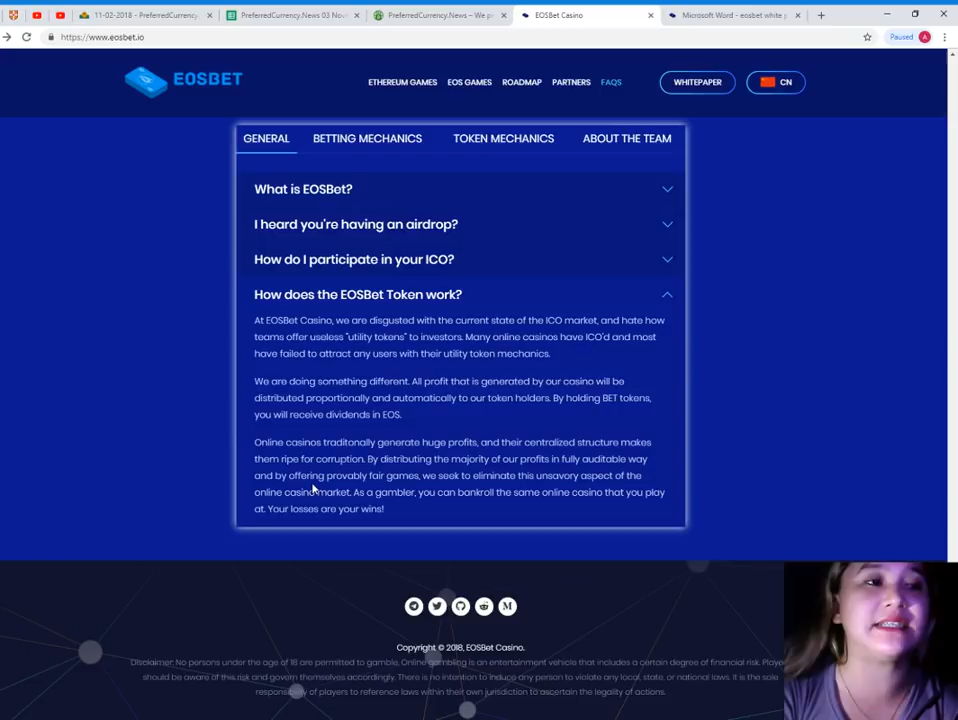 11-02-2018 - PreferredCurrency.
PreferredCurrency.News 03 Nov
PreferredCurrency.News – We p
EOSBet Casino
Microsoft Word - eosbet white p
https://www.eosbet.io
Paused
A
EOSBET
ETHEREUM GAMES
EOS GAMES
ROADMAP
PARTNERS
FAQS
WHITEPAPER
CN
GENERAL
BETTING MECHANICS
TOKEN MECHANICS
ABOUT THE TEAM
What is EOSBet?
I heard you're having an airdrop?
How do I participate in your ICO?
How does the EOSBet Token work?
At EOSBet Casino, we are disgusted with the current state of the ICO market, and hate how
teams offer useless "utility tokens" to investors. Many online casinos have ICO'd and most
have failed to attract any users with their utility token mechanics.
We are doing something different. All profit that is generated by our casino will be
distributed proportionally and automatically to our token holders. By holding BET tokens,
you will receive dividends in EOS.
Online casinos traditonally generate huge profits, and their centralized structure makes
them ripe for corruption. By distributing the majority of our profits in fully auditable way
and by offering provably fair games, we seek to eliminate this unsavory aspect of the
online casino market. As a gambler, you can bankroll the same online casino that you play
at. Your losses are your wins!
Copyright © 2018, EOSBet Casino.
Disclaimer: No persons under the age of 18 are permitted to gamble. Online gambling is an entertainment vehicle that includes a certain degree of financial risk. Playe
should be aware of this risk and govern themselves accordingly. There is no intention to induce any person to violate any local, state, or national laws. It is the sole
responsibility of players to reference laws within their own jurisdiction to ascertain the legality of actions.